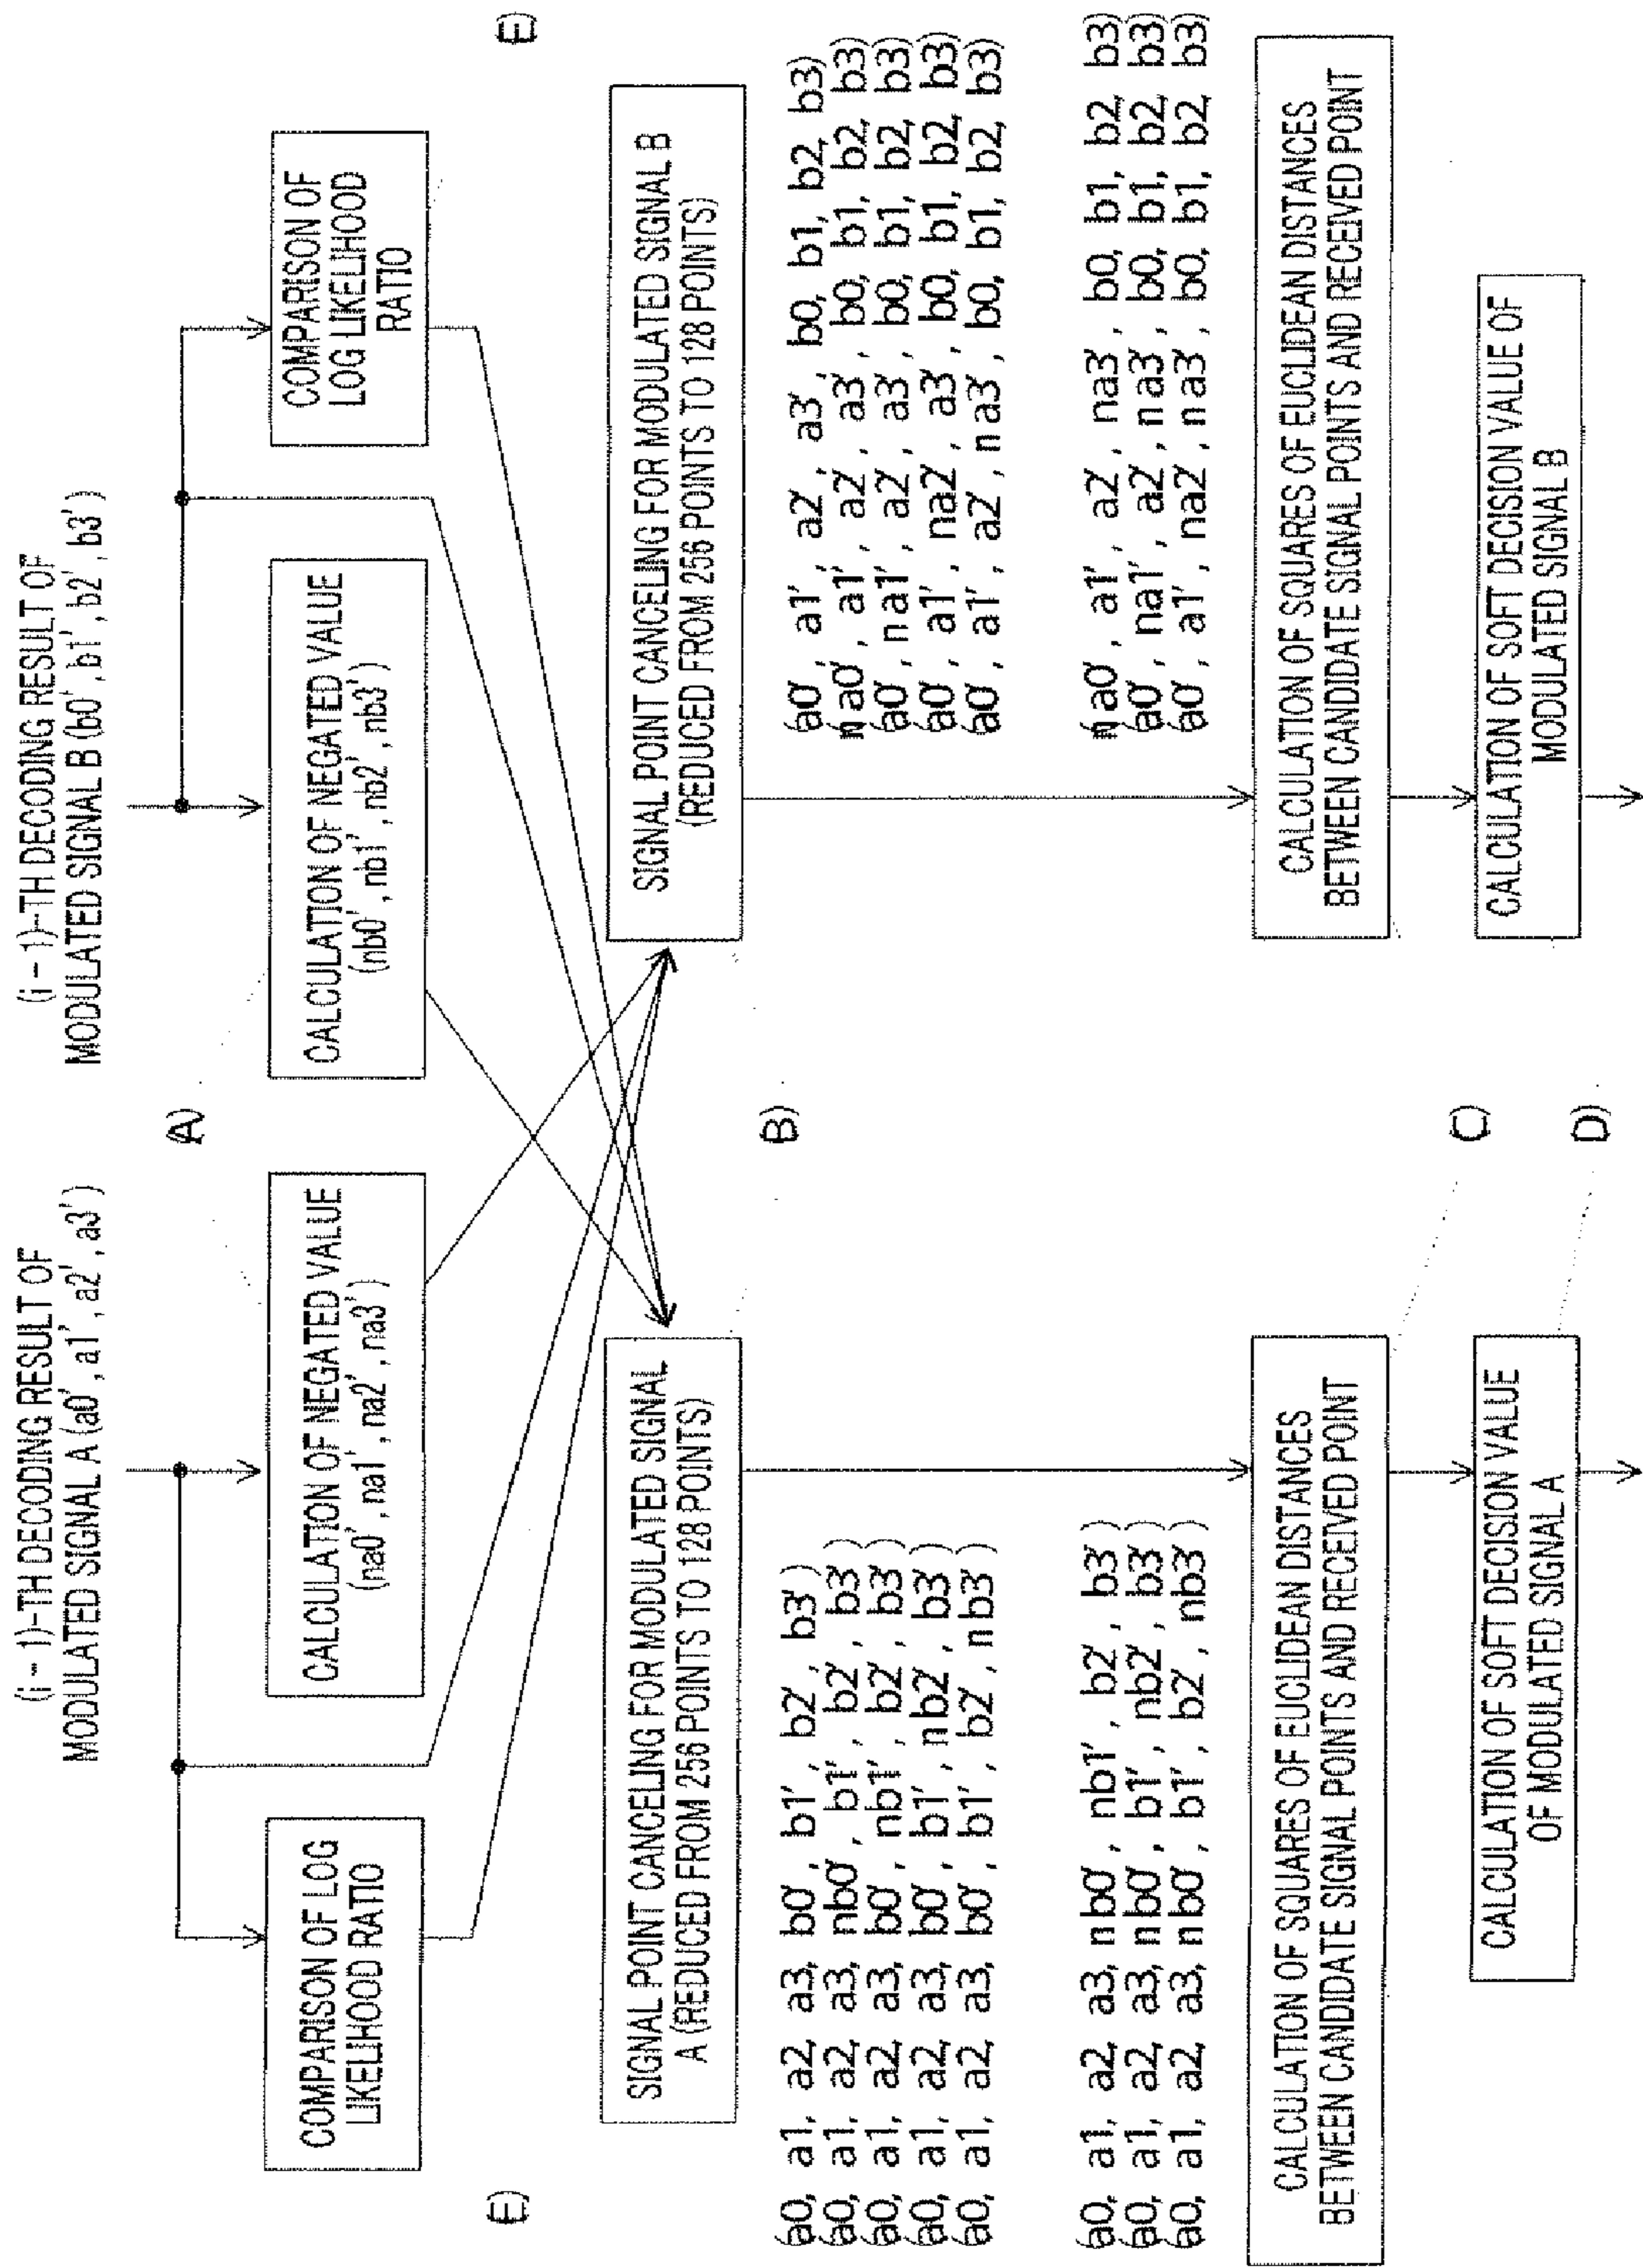 (i - 1)-TH DECODING RESULT OF
MODULATED SIGNAL A (a0', a1', a2', a3')
(i - 1)-TH DECODING RESULT OF
MODULATED SIGNAL B (b0', b1', b2', b3')
A)
E)
COMPARISON OF LOG
LIKELIHOOD RATIO
CALCULATION OF NEGATED VALUE
(na0', na1', na2', na3')
CALCULATION OF NEGATED VALUE
(nb0', nb1', nb2', nb3')
COMPARISON OF
LOG LIKELIHOOD
RATIO
E)
SIGNAL POINT CANCELING FOR MODULATED SIGNAL
A (REDUCED FROM 256 POINTS TO 128 POINTS)
SIGNAL POINT CANCELING FOR MODULATED SIGNAL B
(REDUCED FROM 256 POINTS TO 128 POINTS)
B)
(a0, a1, a2, a3, b0', b1', b2', b3')
(a0, a1, a2, a3, nb0', b1', b2', b3')
(a0, a1, a2, a3, b0', nb1', b2', b3')
(a0, a1, a2, a3, b0', b1', nb2', b3')
(a0, a1, a2, a3, b0', b1', b2', nb3')
(a0, a1, a2, a3, nb0', nb1', b2', b3')
(a0, a1, a2, a3, nb0', b1', nb2', b3')
(a0, a1, a2, a3, nb0', b1', b2', nb3')
(a0', a1', a2', a3', b0, b1, b2, b3)
(na0', a1', a2', a3', b0, b1, b2, b3)
(a0', na1', a2', a3', b0, b1, b2, b3)
(a0', a1', na2', a3', b0, b1, b2, b3)
(a0', a1', a2', na3', b0, b1, b2, b3)
(na0', a1', a2', na3', b0, b1, b2, b3)
(a0', na1', a2', na3', b0, b1, b2, b3)
(a0', a1', na2', na3', b0, b1, b2, b3)
CALCULATION OF SQUARES OF EUCLIDEAN DISTANCES
BETWEEN CANDIDATE SIGNAL POINTS AND RECEIVED POINT
CALCULATION OF SQUARES OF EUCLIDEAN DISTANCES
BETWEEN CANDIDATE SIGNAL POINTS AND RECEIVED POINT
C)
CALCULATION OF SOFT DECISION VALUE
OF MODULATED SIGNAL A
CALCULATION OF SOFT DECISION VALUE OF
MODULATED SIGNAL B
D)